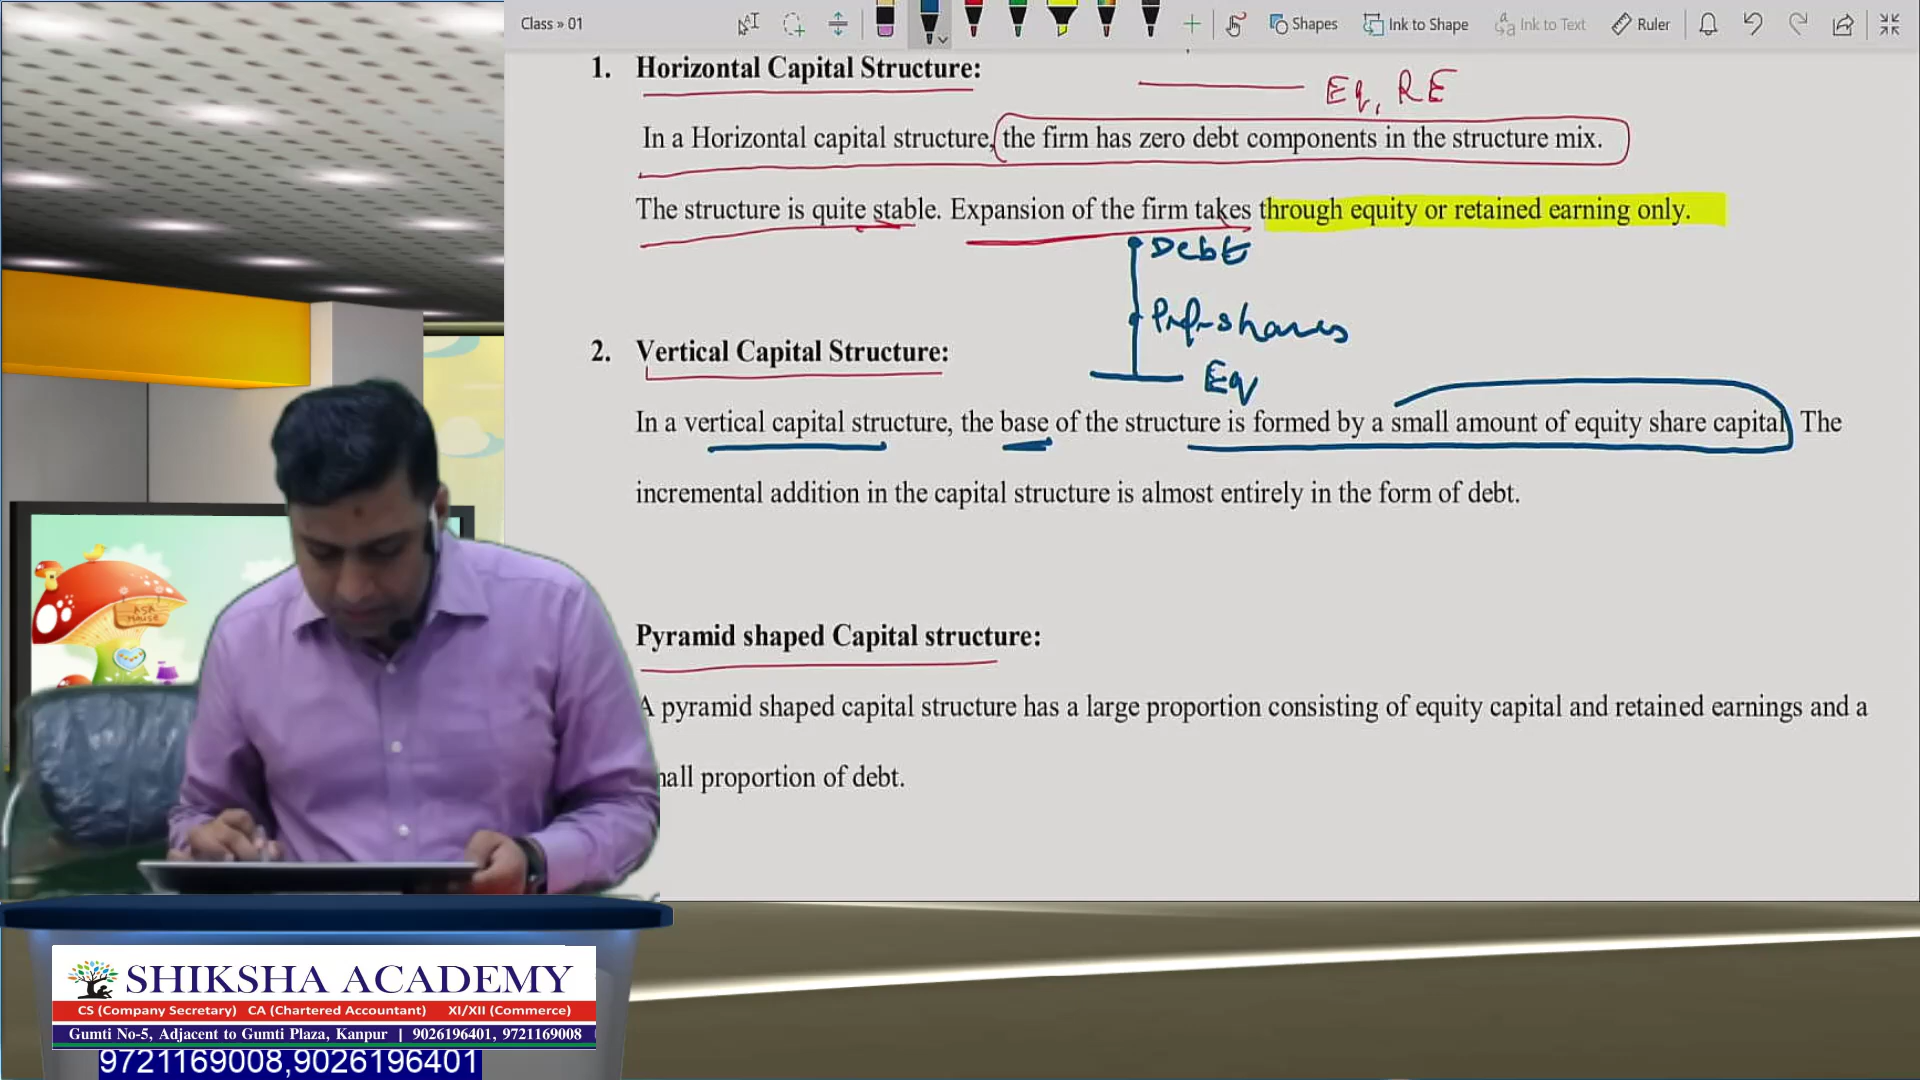 Class » 01
Shapes
Ink to Shape
Ink to Text
Ruler
1. Horizontal Capital Structure:
Eq, RE
In a Horizontal capital structure, the firm has zero debt components in the structure mix.
The structure is quite stable. Expansion of the firm takes through equity or retained earning only.
Debt
Eq
2. Vertical Capital Structure:
In a vertical capital structure, the base of the structure is formed by a small amount of equity share capital. The
incremental addition in the capital structure is almost entirely in the form of debt.
Pyramid shaped Capital structure:
A pyramid shaped capital structure has a large proportion consisting of equity capital and retained earnings and a
proportion of debt.
ASA
HOUSE
SHIKSHA ACADEMY
CS (Company Secretary) CA (Chartered Accountant) XI/XII (Commerce)
Gumti No-5, Adjacent to Gumti Plaza, Kanpur | 9026196401, 9721169008
9721169008,9026196401